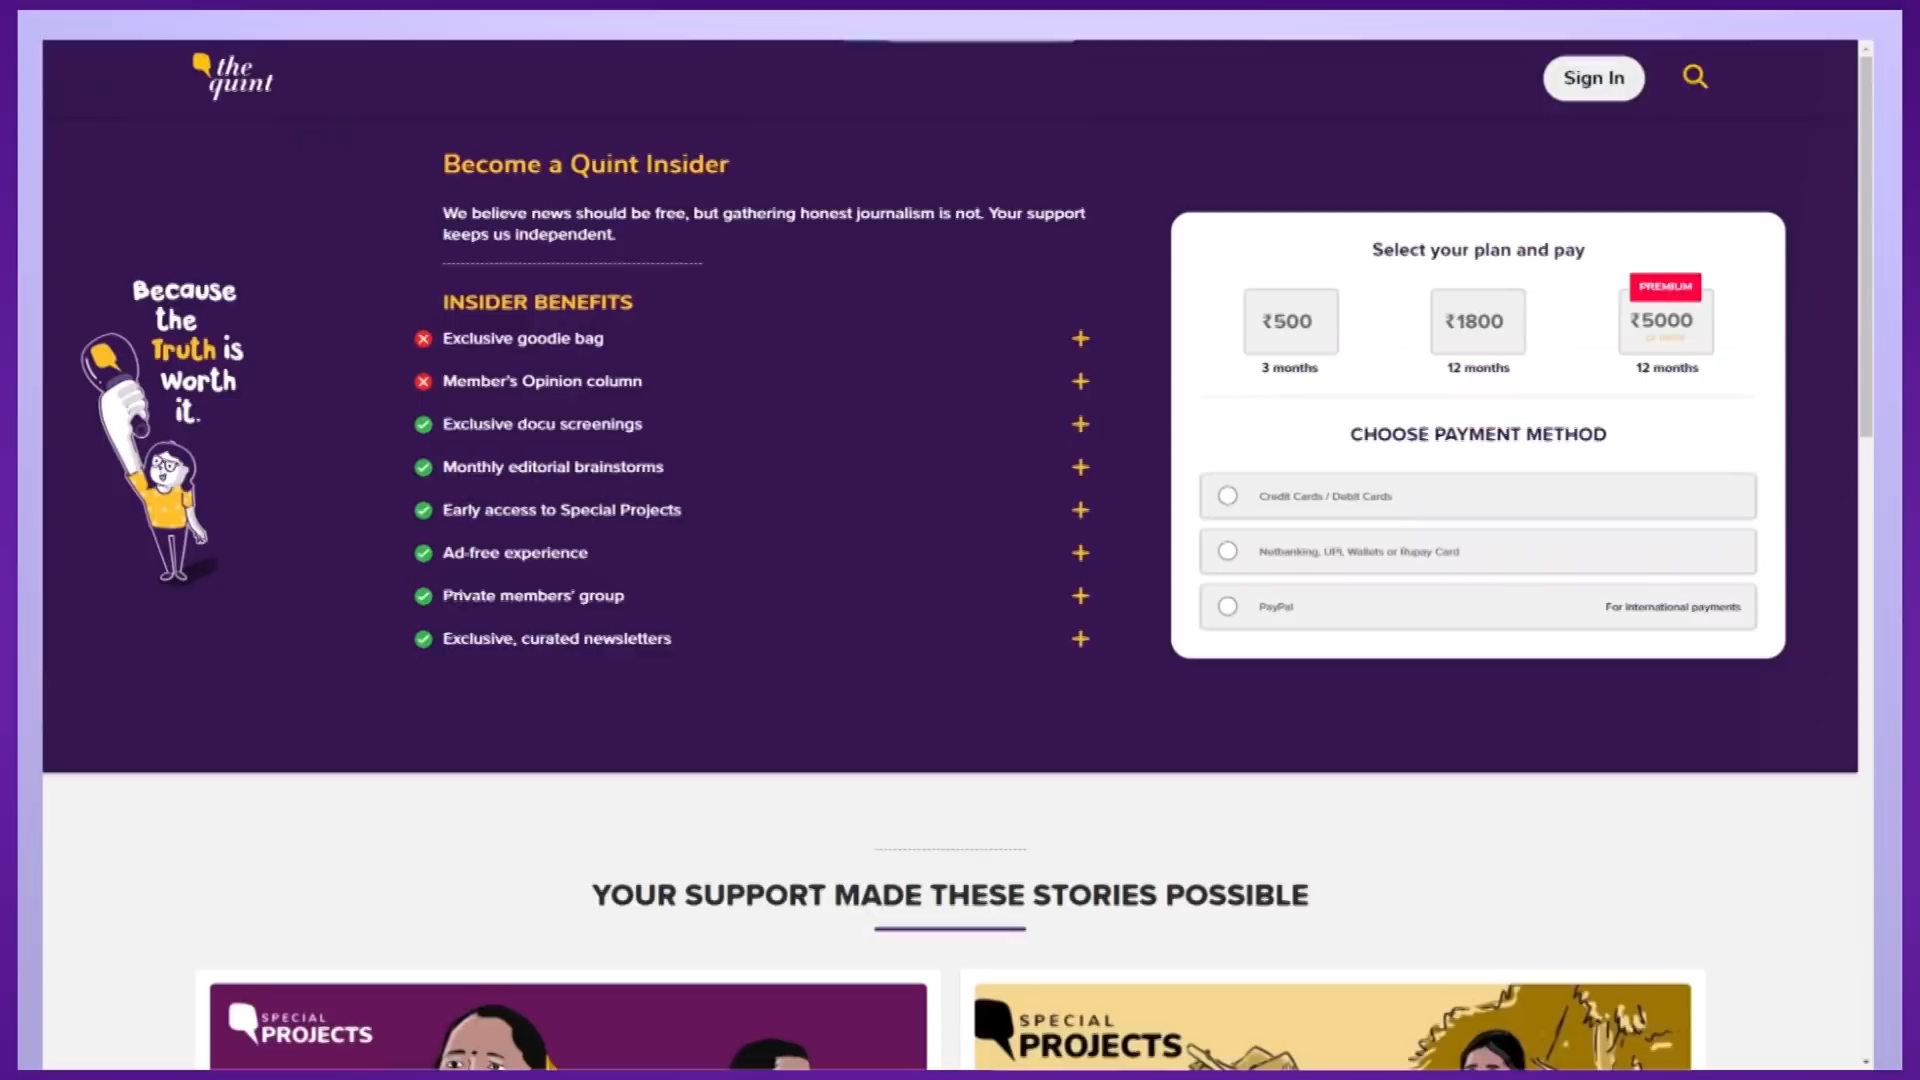 the
quint
Sign In
Become a Quint Insider
We believe news should be free, but gathering honest journalism is not. Your support
keeps us independent.
Because
the
Truth is
worth
it.
INSIDER BENEFITS
Exclusive goodie bag
Member's Opinion column
Exclusive docu screenings
Monthly editorial brainstorms
Early access to Special Projects
Ad-free experience
Private members' group
Exclusive, curated newsletters
Select your plan and pay
PREMIUM
₹500
₹1800
₹5000
3 months
12 months
12 months
CHOOSE PAYMENT METHOD
Credit Cards / Debit Cards
Netbanking, UPI, Wallets or Rupay Card
PayPal
For international payments
YOUR SUPPORT MADE THESE STORIES POSSIBLE
SPECIAL
PROJECTS
SPECIAL
PROJECTS